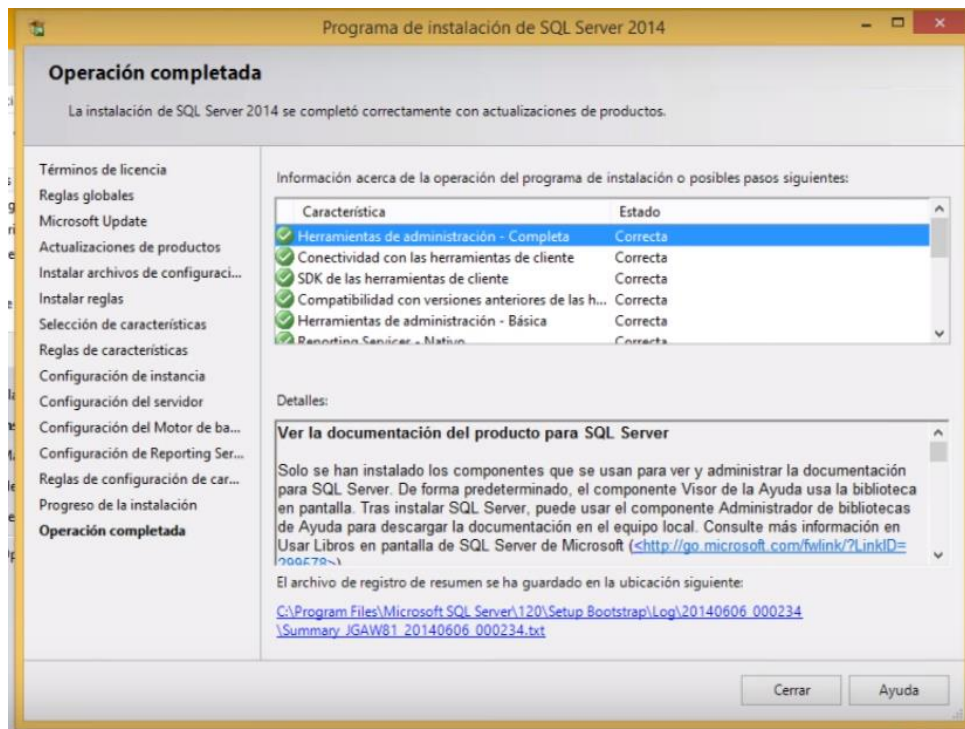 Programa de instalación de SQL Server 2014
Operación completada
La instalación de SQL Server 2014 se completó correctamente con actualizaciones de productos.
Términos de licencia
Reglas globales
Microsoft Update
Actualizaciones de productos
Instalar archivos de configuraci...
Instalar reglas
Selección de características
Reglas de características
Configuración de instancia
Configuración del servidor
Configuración del Motor de ba...
Configuración de Reporting Ser...
Reglas de configuración de car...
Progreso de la instalación
Operación completada
Información acerca de la operación del programa de instalación o posibles pasos siguientes:
Característica Estado
Herramientas de administración - Completa Correcta
Conectividad con las herramientas de cliente Correcta
SDK de las herramientas de cliente Correcta
Compatibilidad con versiones anteriores de las h... Correcta
Herramientas de administración - Básica Correcta
Reporting Services - Nativo Correcta
Detalles:
Ver la documentación del producto para SQL Server
Solo se han instalado los componentes que se usan para ver y administrar la documentación
para SQL Server. De forma predeterminada, el componente Visor de la Ayuda usa la biblioteca
en pantalla. Tras instalar SQL Server, puede usar el componente Administrador de bibliotecas
de Ayuda para descargar la documentación en el equipo local. Consulte más información en
Usar Libros en pantalla de SQL Server de Microsoft (<http://go.microsoft.com/fwlink/?LinkID=
299578>)
El archivo de registro de resumen se ha guardado en la ubicación siguiente:
C:\Program Files\Microsoft SQL Server\120\Setup Bootstrap\Log\20140606_000234
\Summary_JGAW81_20140606_000234.txt
Cerrar Ayuda